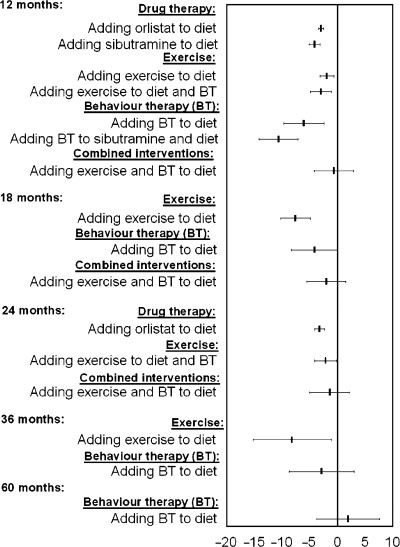 12 months:
Drug therapy:
Adding orlistat to diet
Adding sibutramine to diet
Exercise:
Adding exercise to diet
Adding exercise to diet and BT
Behaviour therapy (BT):
Adding BT to diet
Adding BT to sibutramine and diet
Combined interventions:
Adding exercise and BT to diet
18 months:
Exercise:
Adding exercise to diet
Behaviour therapy (BT):
Adding BT to diet
Combined interventions:
Adding exercise and BT to diet
24 months:
Drug therapy:
Adding orlistat to diet
Exercise:
Adding exercise to diet and BT
Combined interventions:
Adding exercise and BT to diet
36 months:
Exercise:
Adding exercise to diet
Behaviour therapy (BT):
Adding BT to diet
60 months:
Behaviour therapy (BT):
Adding BT to diet
−20 −15 −10 −5 0 5 10